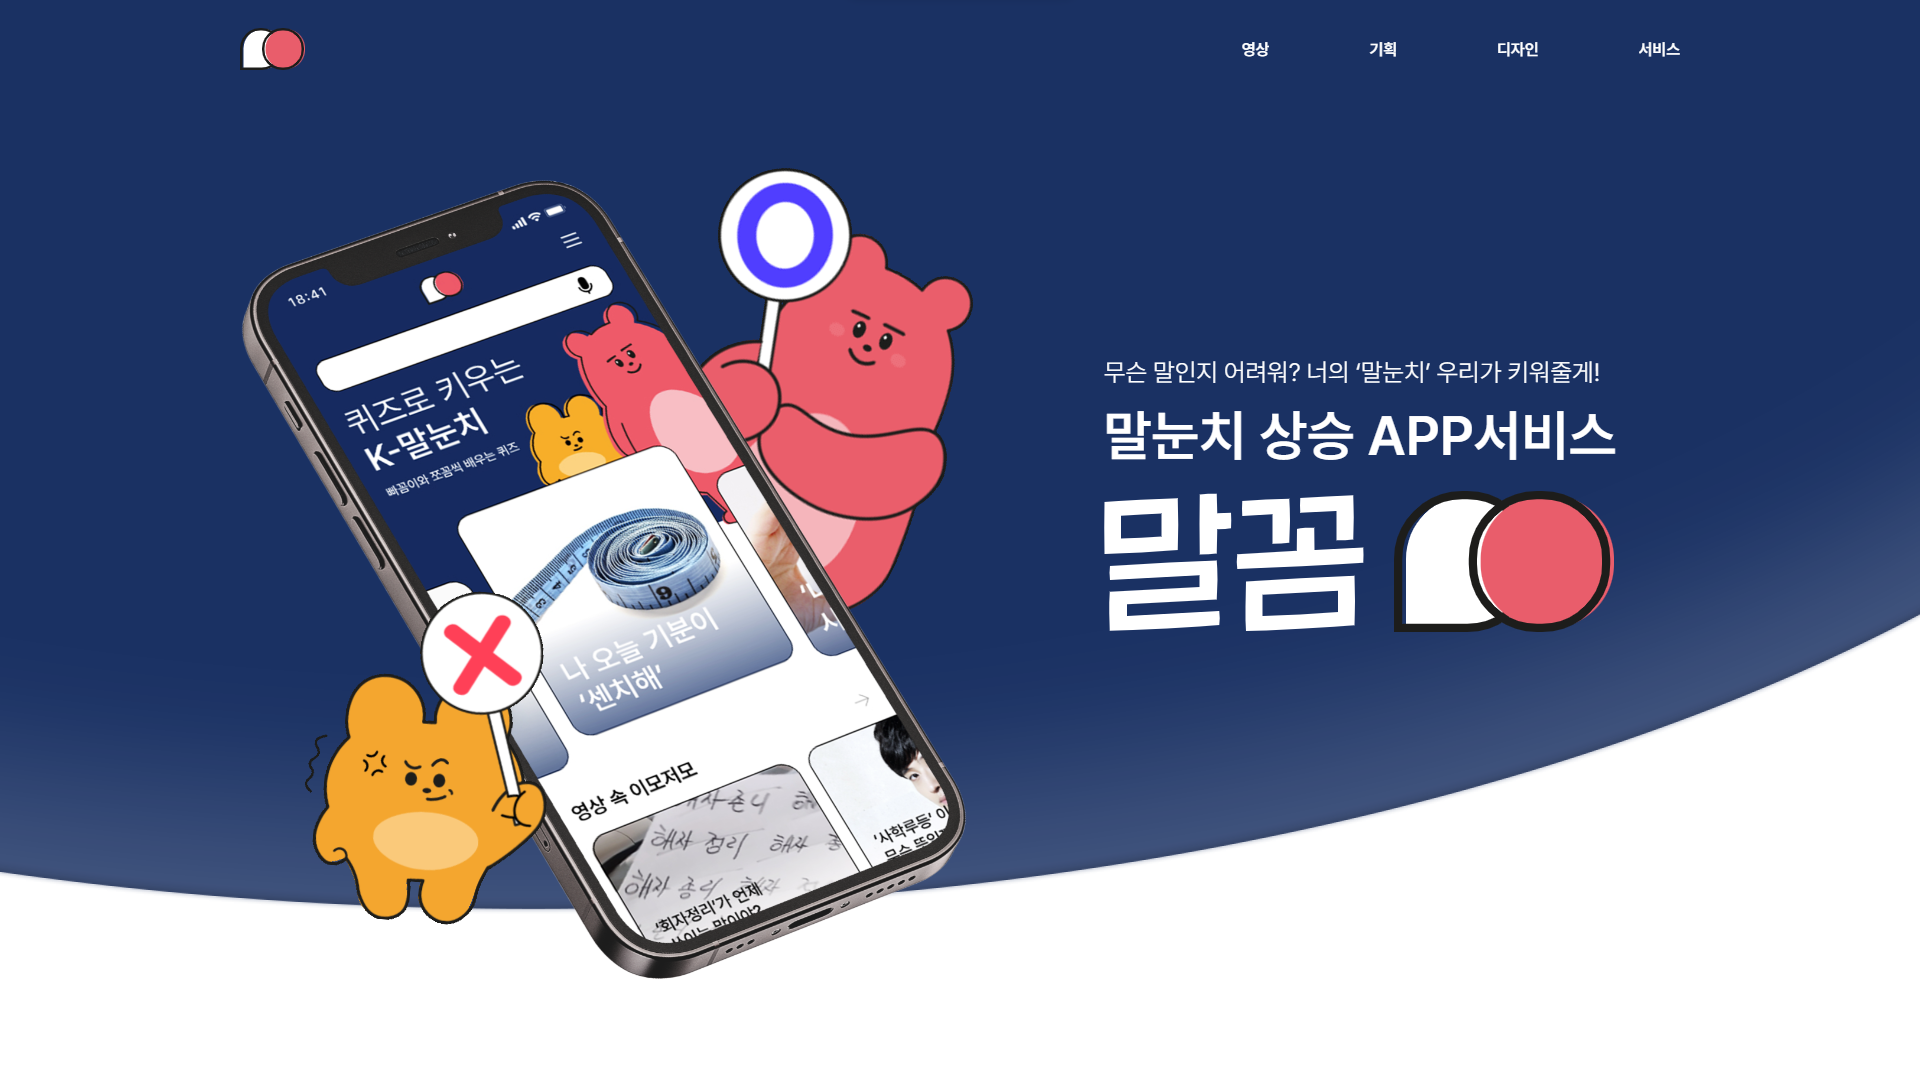 영상
기획
디자인
서비스
18:41
퀴즈로 키우는
K-말눈치
빠꼼이와 쪼꼼씩 배우는 퀴즈
나 오늘 기분이
'센치해'
영상 속 이모저모
'회자정리'가 언제
'사학루등' 이
무슨 말인지 어려워? 너의 ‘말눈치’ 우리가 키워줄게!
말눈치 상승 APP서비스
말꼼